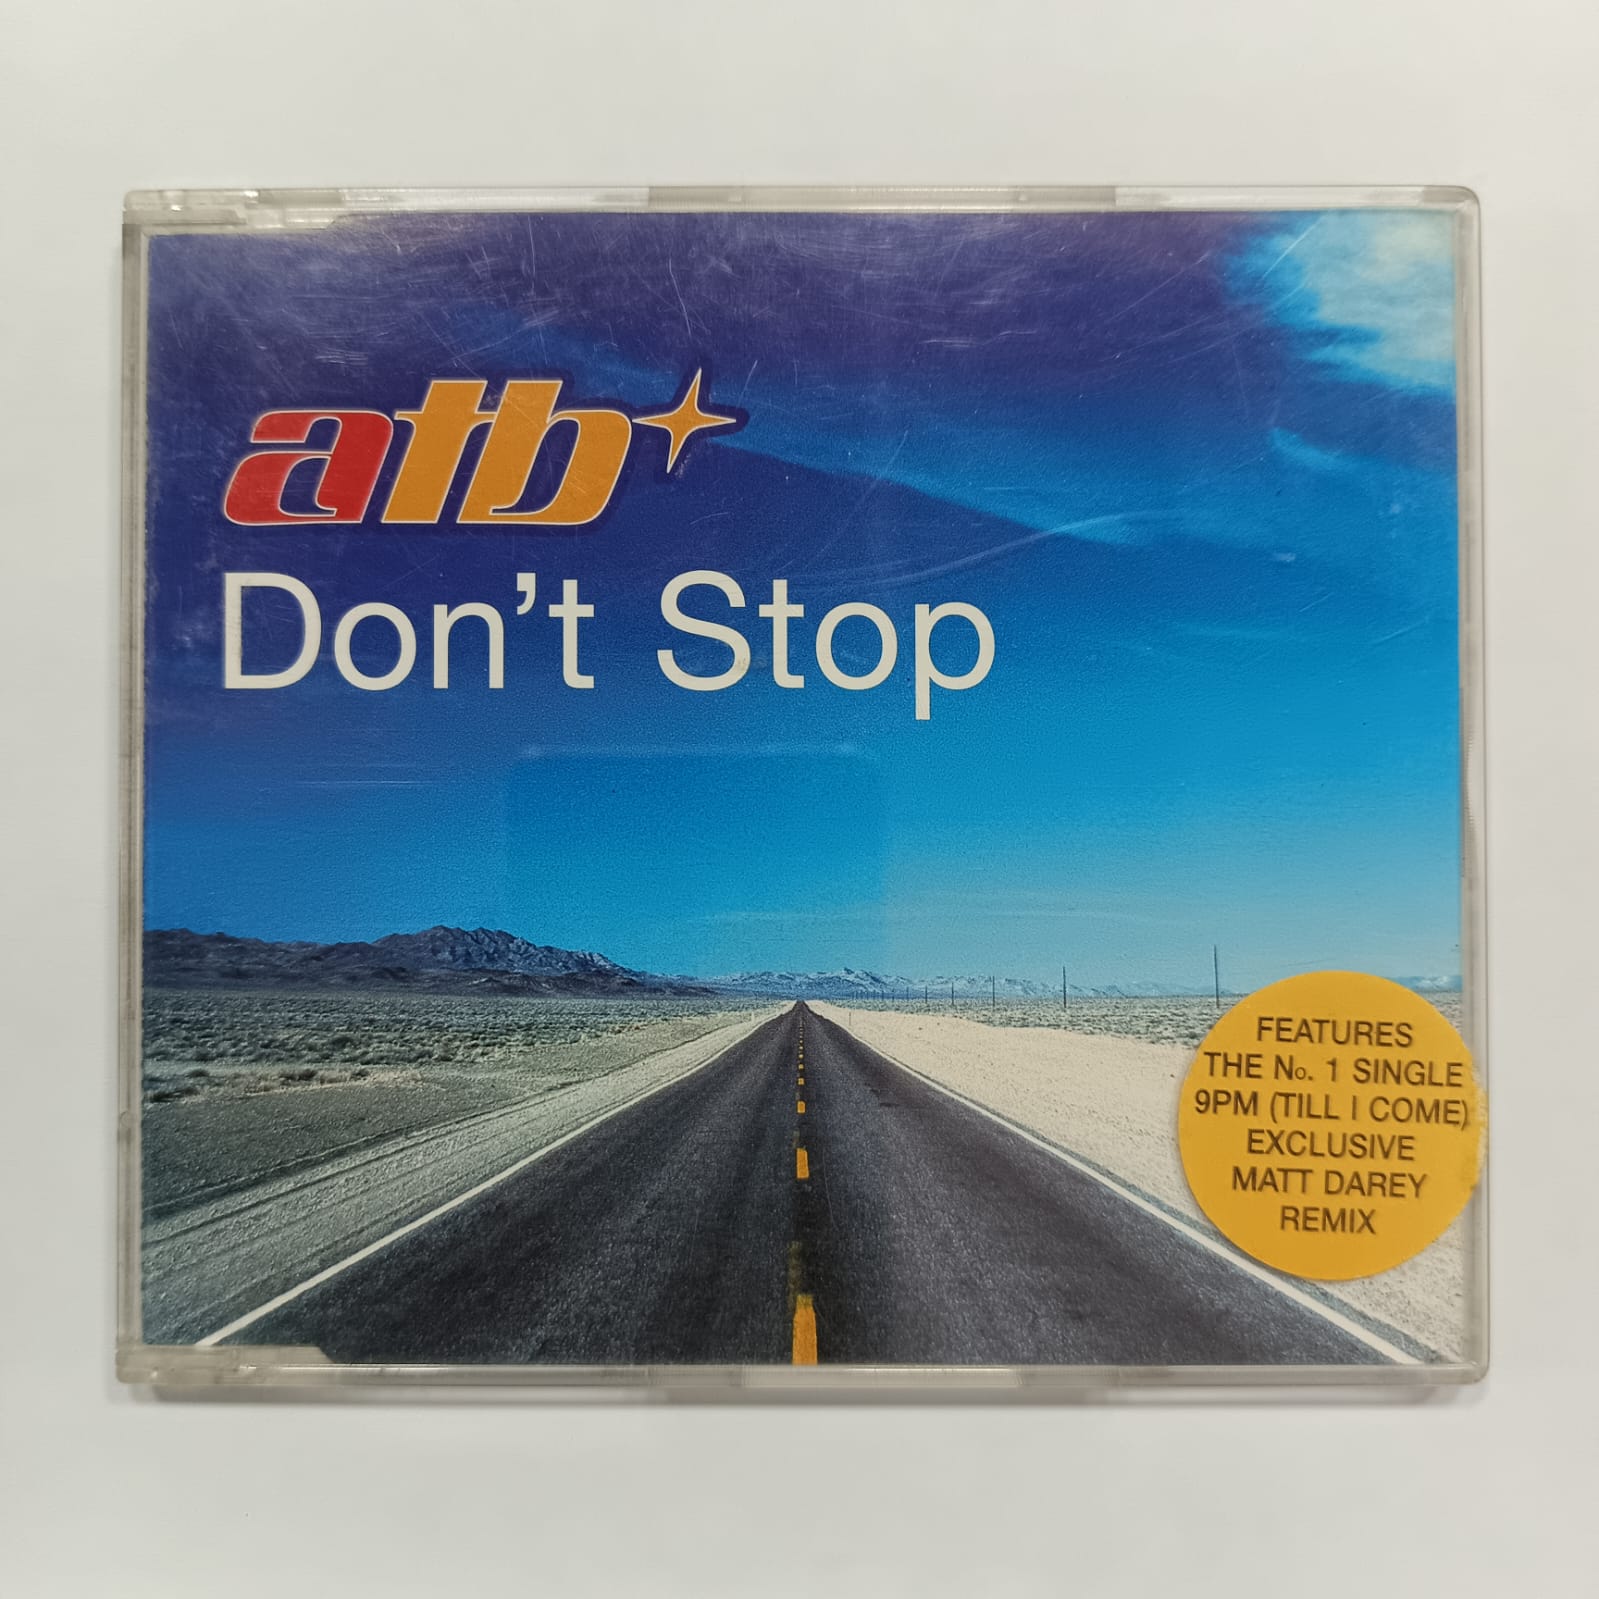 atb
Don't Stop
FEATURES
THE No. 1 SINGLE
9PM (TILL I COME)
EXCLUSIVE
MATT DAREY
REMIX